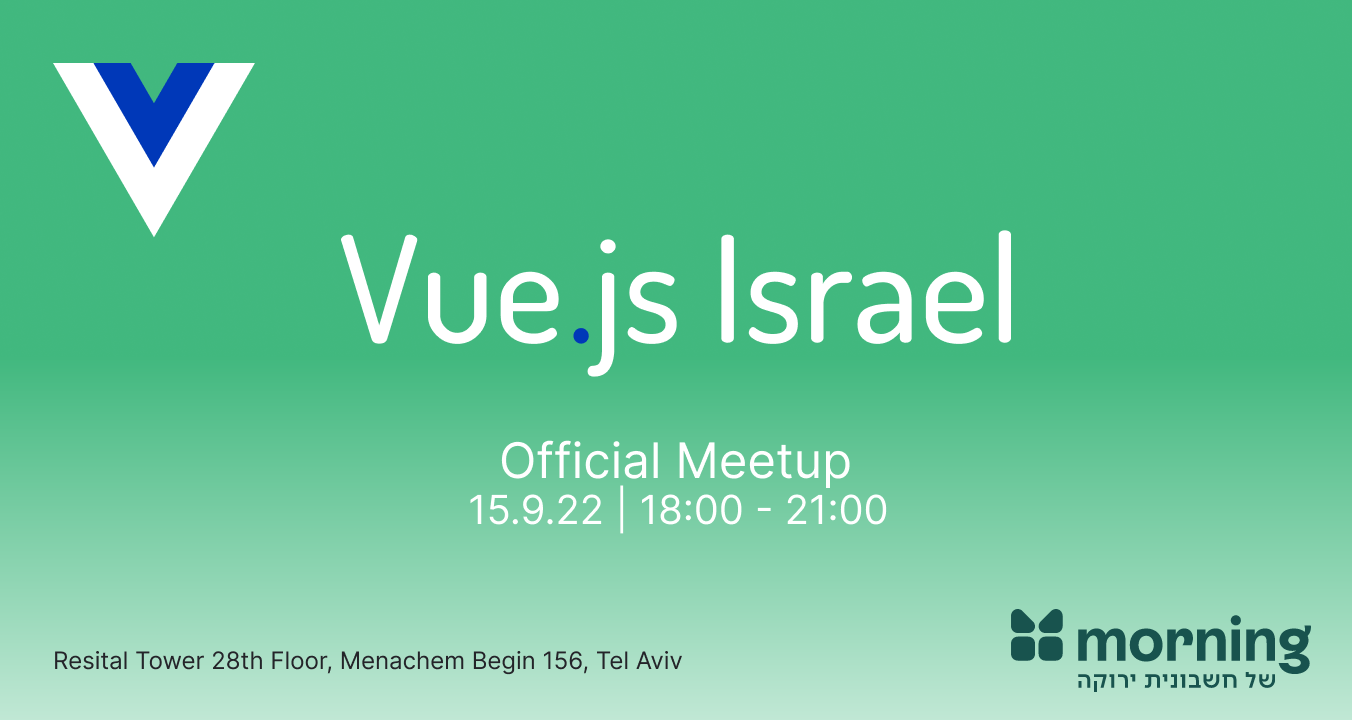 Vue.js Israel
Official Meetup
15.9.22 | 18:00 - 21:00
Resital Tower 28th Floor, Menachem Begin 156, Tel Aviv
morning
של חשבונית ירוקה